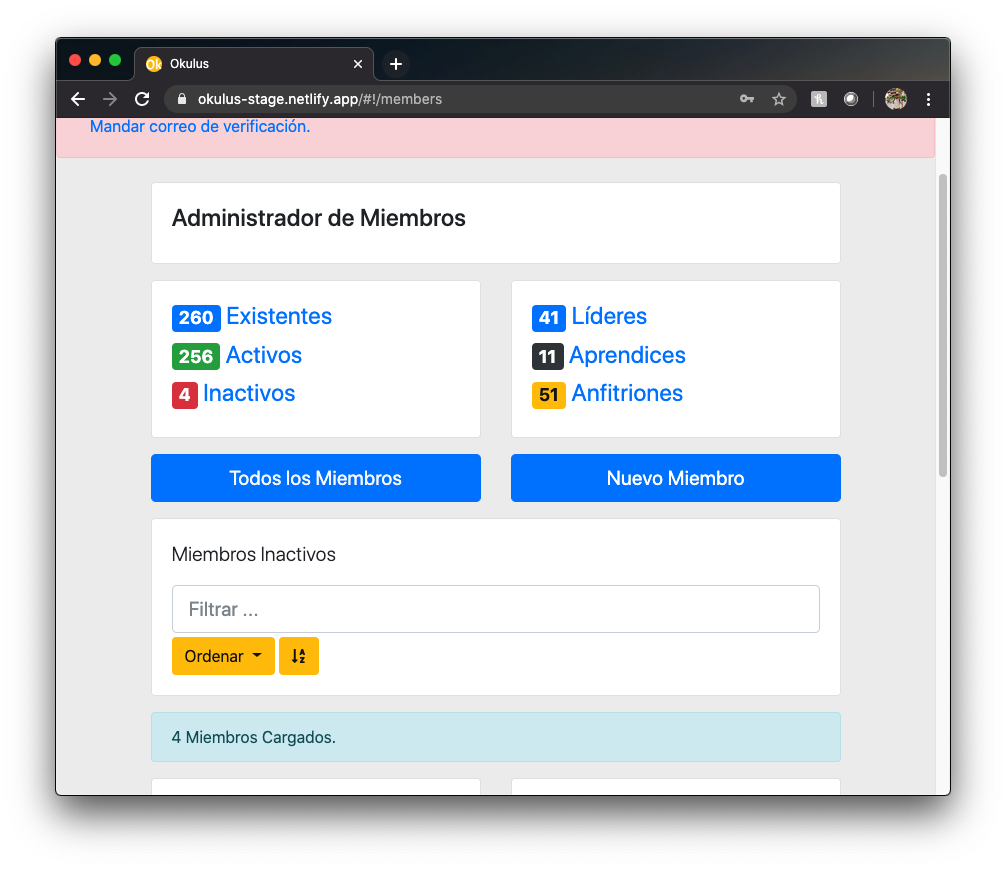 Okulus
okulus-stage.netlify.app/#!/members
Mandar correo de verificación.
Administrador de Miembros
260 Existentes
256 Activos
4 Inactivos
41 Líderes
11 Aprendices
51 Anfitriones
Todos los Miembros
Nuevo Miembro
Miembros Inactivos
Filtrar ...
Ordenar
4 Miembros Cargados.